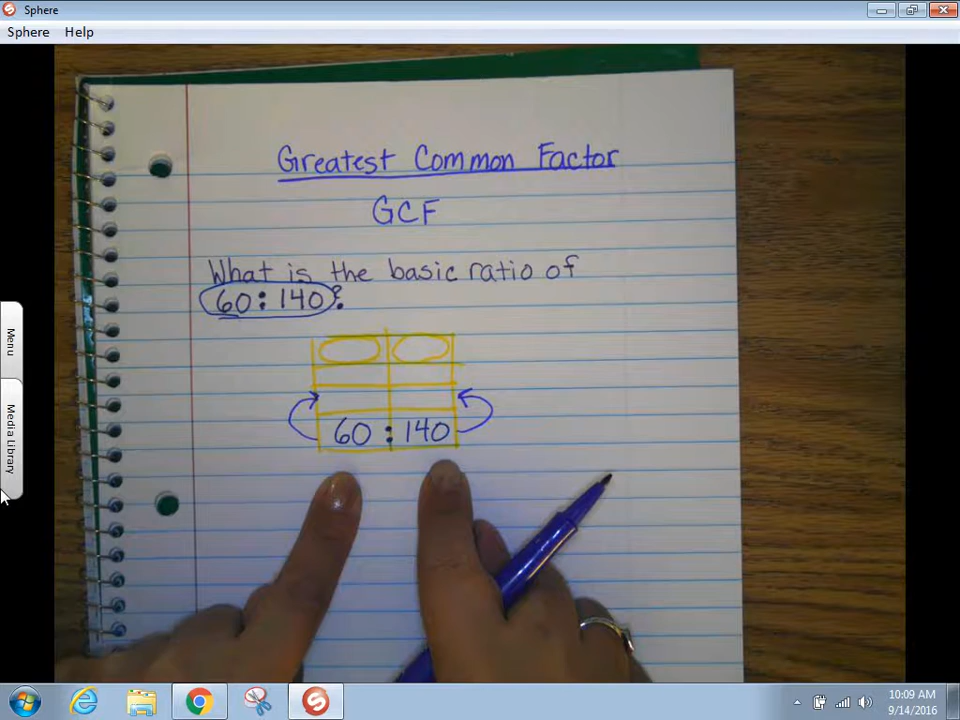 Sphere
Sphere Help
Greatest Common Factor
GCF
What is the basic ratio of
60:140?
60:140
Menu
Media Library
10:09 AM
9/14/2016